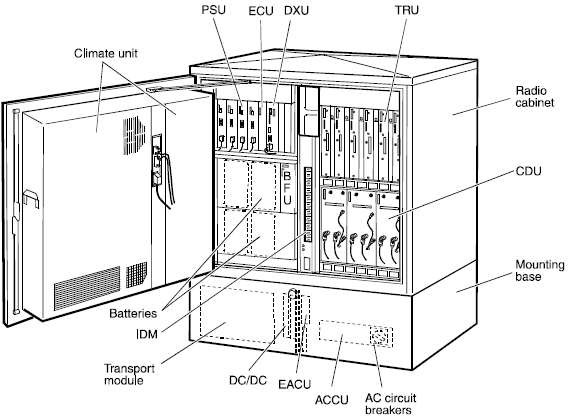 PSU
ECU
DXU
TRU
Climate unit
Radio
cabinet
BFU
CDU
Mounting
base
Batteries
IDM
Transport
module
DC/DC
EACU
ACCU
AC circuit
breakers